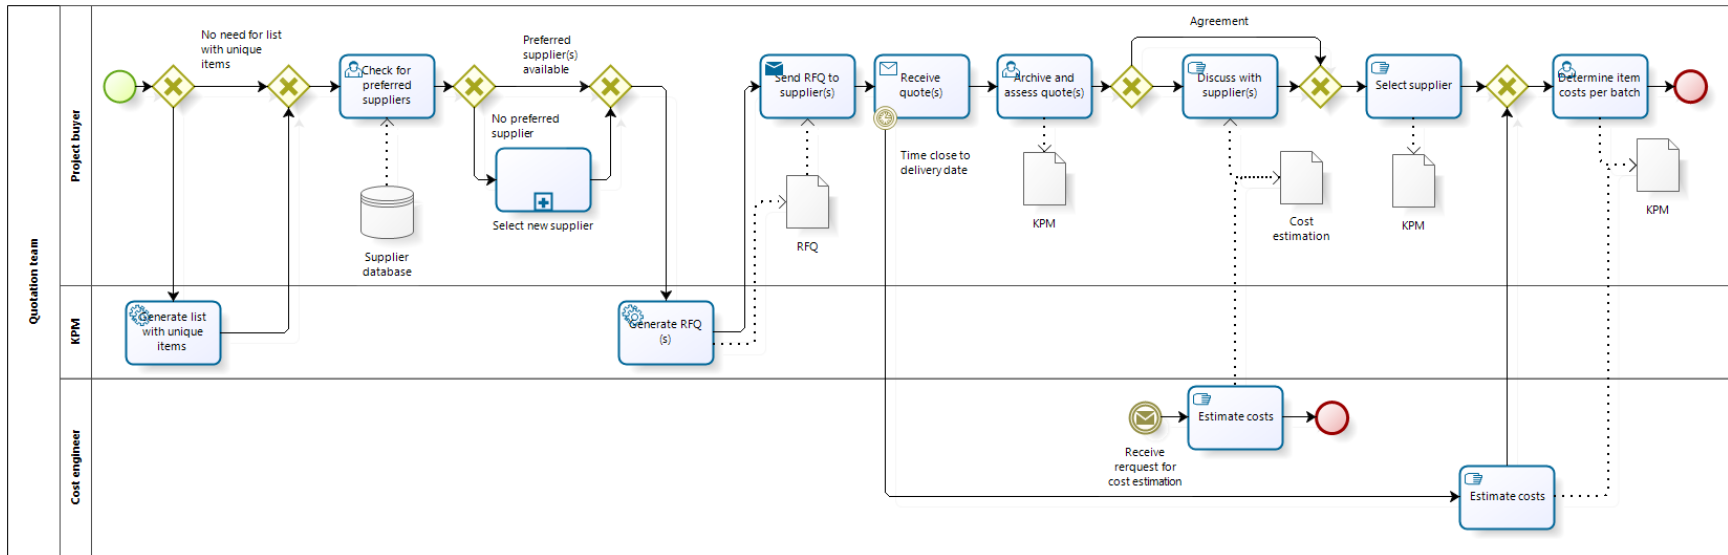 Quotation team
Project buyer
No need for list
with unique
items
Check for
preferred
suppliers
Supplier
database
Preferred
supplier(s)
available
No preferred
supplier
Select new supplier
Send RFQ to
supplier(s)
RFQ
Receive
quote(s)
Time close to
delivery date
Archive and
assess quote(s)
KPM
Agreement
Discuss with
supplier(s)
Cost
estimation
Select supplier
KPM
Determine item
costs per batch
KPM
KPM
Generate list
with unique
items
Generate RFQ
(s)
Cost engineer
Receive
rerquest for
cost estimation
Estimate costs
Estimate costs